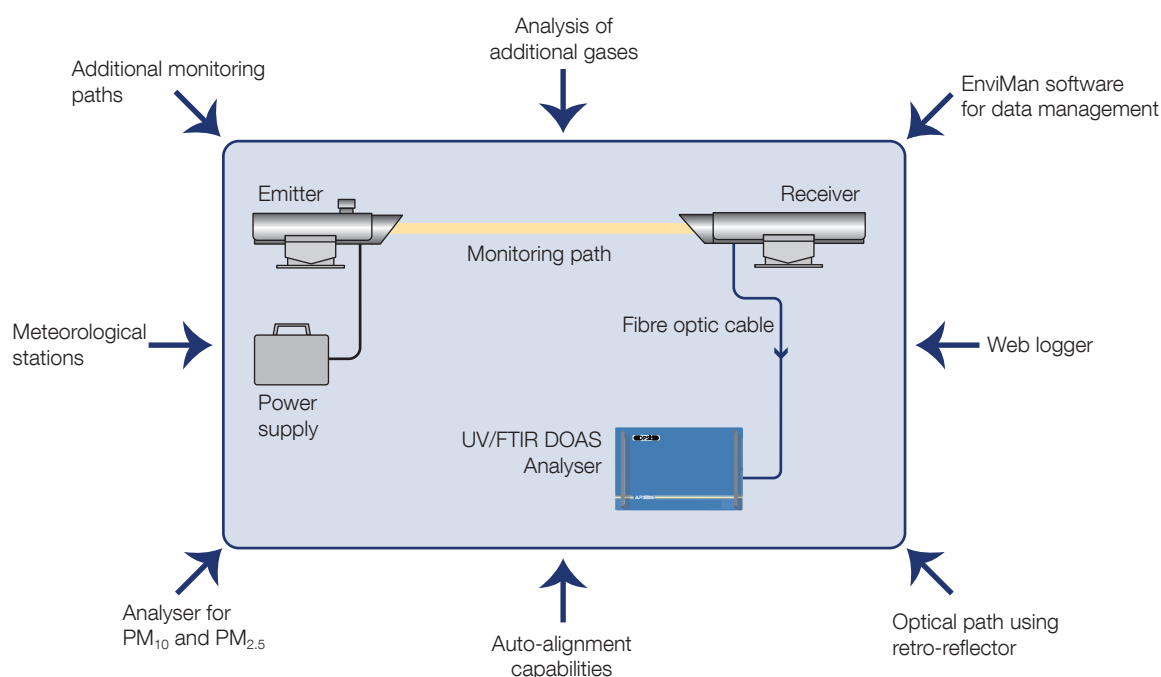 Analysis of
additional gases
Additional monitoring
paths
EnviMan software
for data management
Emitter
Receiver
Monitoring path
Meteorological
stations
Fibre optic cable
Web logger
Power
supply
UV/FTIR DOAS
Analyser
Analyser for
PM₁₀ and PM₂.₅
Auto-alignment
capabilities
Optical path using
retro-reflector